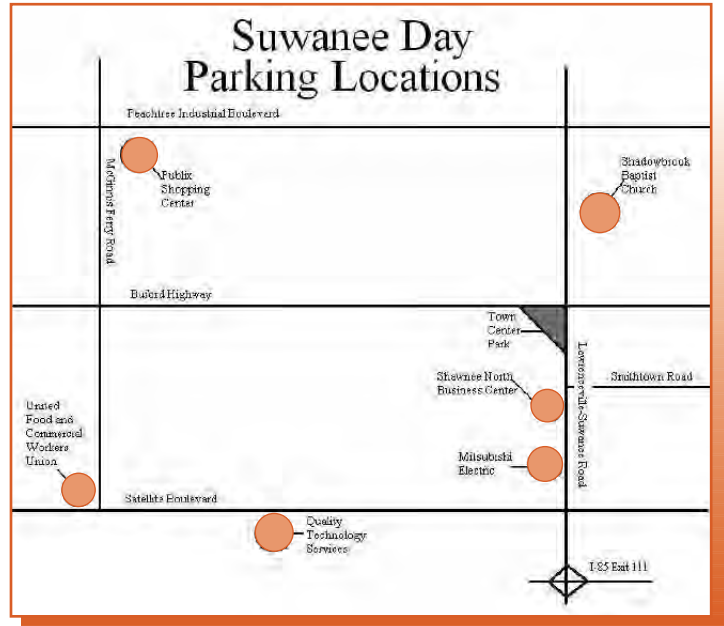 Suwanee Day
Parking Locations
Peachtree Industrial Boulevard
McGinnis Ferry Road
Publix
Shopping
Center
Shadowbrook
Baptist
Church
Buford Highway
Town
Center
Park
Lawrenceville-Suwanee Road
Smithtown Road
Shawnee North
Business Center
United
Food and
Commercial
Workers
Union
Mitsubishi
Electric
Satellite Boulevard
Quality
Technology
Services
I-85 Exit 111